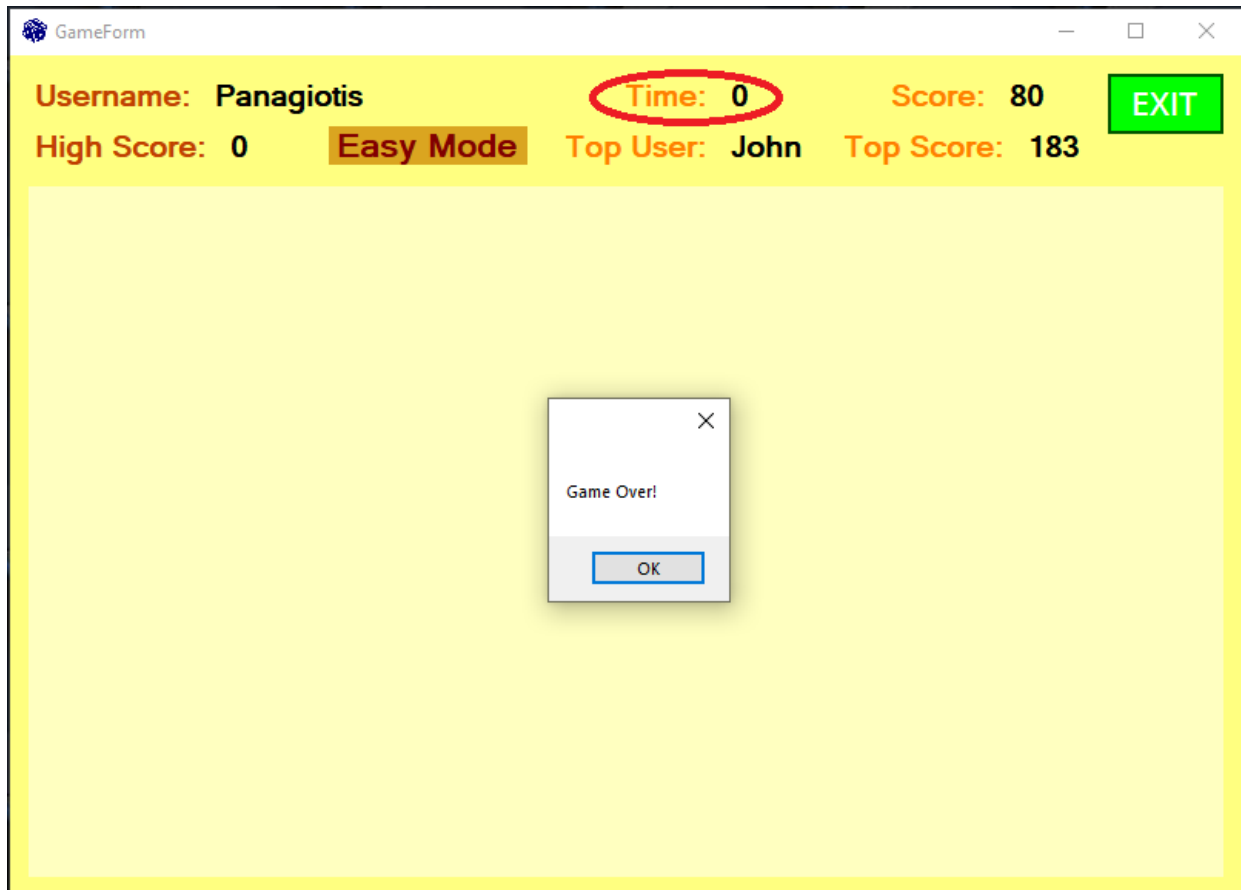 GameForm
Username: Panagiotis Time: 0 Score: 80 EXIT
High Score: 0 Easy Mode Top User: John Top Score: 183
Game Over!
OK